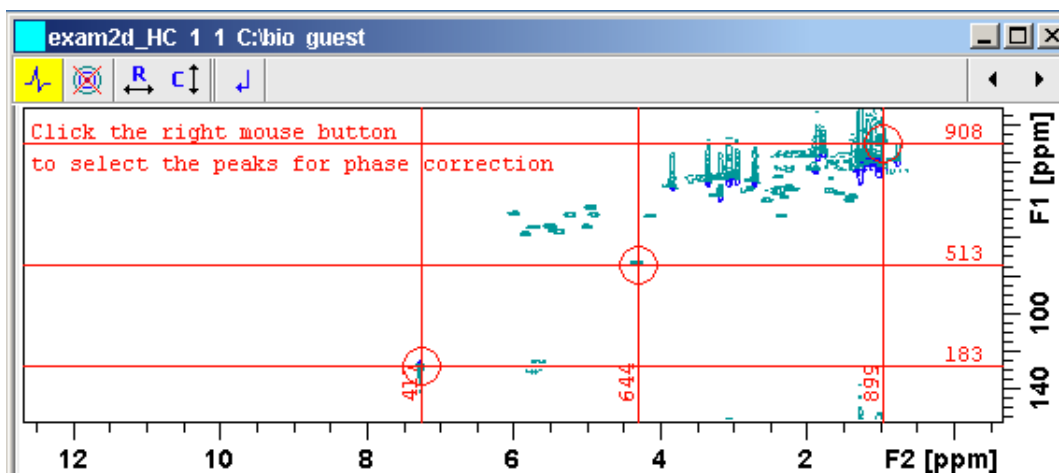 exam2d_HC 1 1 C:\bio guest
R
C
Click the right mouse button
to select the peaks for phase correction
908
513
183
644
899
F1 [ppm]
100
140
12
10
8
6
4
2
F2 [ppm]